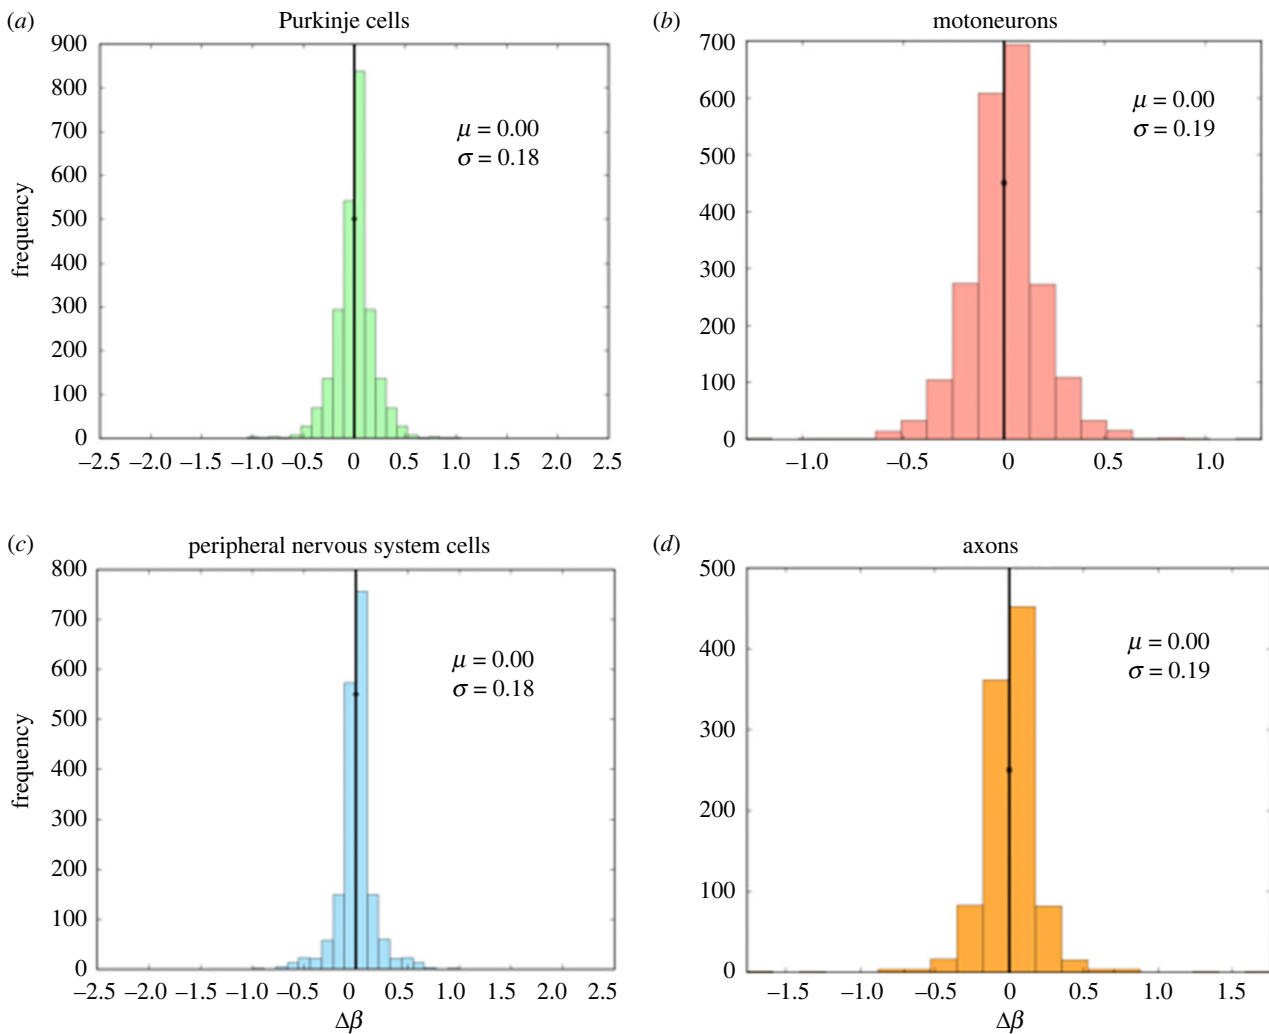 (a) Purkinje cells
900
800
700
600
500
400
300
200
100
0
frequency
μ = 0.00
σ = 0.18
–2.5 –2.0 –1.5 –1.0 –0.5 0 0.5 1.0 1.5 2.0 2.5
(b) motoneurons
700
600
500
400
300
200
100
0
μ = 0.00
σ = 0.19
–1.0 –0.5 0 0.5 1.0
(c) peripheral nervous system cells
800
700
600
500
400
300
200
100
0
frequency
μ = 0.00
σ = 0.18
–2.5 –2.0 –1.5 –1.0 –0.5 0 0.5 1.0 1.5 2.0 2.5
Δβ
(d) axons
500
400
300
200
100
0
μ = 0.00
σ = 0.19
–1.5 –1.0 –0.5 0 0.5 1.0 1.5
Δβ